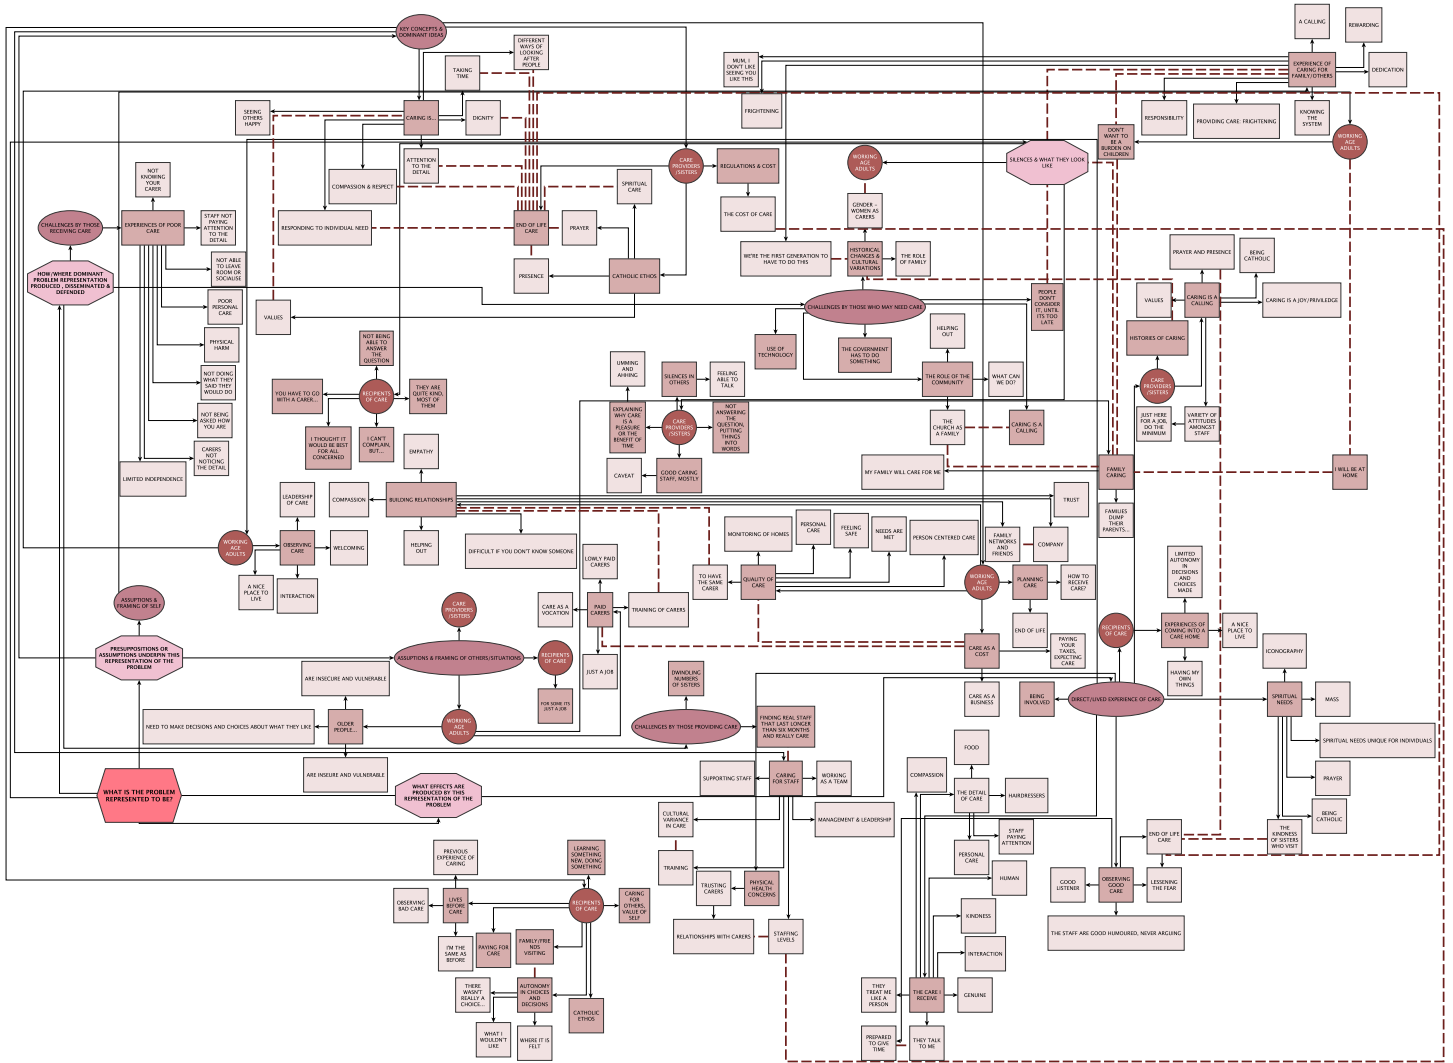 KEY CONCEPTS &
DOMINANT IDEAS
DIFFERENT
WAYS OF
LOOKING
AFTER
PEOPLE
TAKING
TIME
SEEING
OTHERS
HAPPY
CARING IS...
DIGNITY
ATTENTION
TO THE
DETAIL
COMPASSION & RESPECT
RESPONDING TO INDIVIDUAL NEED
END OF LIFE
CARE
PRAYER
SPIRITUAL
CARE
PRESENCE
CATHOLIC ETHOS
VALUES
CARE
PROVIDERS
/SISTERS
REGULATIONS & COST
THE COST OF CARE
MUM, I
DON'T LIKE
SEEING YOU
LIKE THIS
FRIGHTENING
A CALLING
REWARDING
EXPERIENCE OF
CARING FOR
FAMILY/OTHERS
DEDICATION
RESPONSIBILITY
PROVIDING CARE: FRIGHTENING
KNOWING
THE
SYSTEM
WORKING
AGE
ADULTS
DON'T
WANT TO
BE A
BURDEN ON
CHILDREN
SILENCES & WHAT THEY LOOK
LIKE
WORKING
AGE
ADULTS
GENDER -
WOMEN AS
CARERS
WE'RE THE FIRST GENERATION TO
HAVE TO DO THIS
HISTORICAL
CHANGES &
CULTURAL
VARIATIONS
THE ROLE
OF FAMILY
CHALLENGES BY THOSE WHO MAY NEED CARE
PEOPLE
DON'T
CONSIDER
IT, UNTIL
ITS TOO
LATE
USE OF
TECHNOLOGY
THE GOVERNMENT
HAS TO DO
SOMETHING
HELPING
OUT
THE ROLE OF THE
COMMUNITY
WHAT CAN
WE DO?
THE
CHURCH AS
A FAMILY
CARING IS A
CALLING
MY FAMILY WILL CARE FOR ME
FAMILY
CARING
I WILL BE AT
HOME
FAMILIES
DUMP
THEIR
PARENTS...
PRAYER AND PRESENCE
BEING
CATHOLIC
VALUES
CARING IS A
CALLING
CARING IS A JOY/PRIVILEDGE
HISTORIES OF CARING
CARE
PROVIDERS
/SISTERS
JUST HERE
FOR A JOB,
DO THE
MINIMUM
VARIETY OF
ATTITUDES
AMONGST
STAFF
NOT
KNOWING
YOUR
CARER
CHALLENGES BY THOSE
RECEIVING CARE
EXPERIENCES OF POOR
CARE
STAFF NOT
PAYING
ATTENTION
TO THE
DETAIL
HOW/WHERE DOMINANT
PROBLEM REPRESENTATION
PRODUCED , DISSEMINATED &
DEFENDED
NOT ABLE
TO LEAVE
ROOM OR
SOCIALISE
POOR
PERSONAL
CARE
PHYSICAL
HARM
NOT DOING
WHAT THEY
SAID THEY
WOULD DO
NOT BEING
ASKED HOW
YOU ARE
CARERS
NOT
NOTICING
THE DETAIL
LIMITED INDEPENDENCE
NOT BEING
ABLE TO
ANSWER
THE
QUESTION
YOU HAVE TO GO
WITH A CARER...
RECIPIENTS
OF CARE
THEY ARE
QUITE KIND,
MOST OF
THEM
I THOUGHT IT
WOULD BE BEST
FOR ALL
CONCERNED
I CAN'T
COMPLAIN,
BUT...
UMMING
AND
AHHING
SILENCES IN
OTHERS
FEELING
ABLE TO
TALK
EXPLAINING
WHY CARE
IS A
PLEASURE
OR THE
BENEFIT OF
TIME
CARE
PROVIDERS
/SISTERS
NOT
ANSWERING
THE
QUESTION,
PUTTING
THINGS
INTO
WORDS
CAVEAT
GOOD CARING
STAFF, MOSTLY
EMPATHY
COMPASSION
BUILDING RELATIONSHIPS
HELPING
OUT
DIFFICULT IF YOU DON'T KNOW SOMEONE
TRUST
FAMILY
NETWORKS
AND
FRIENDS
COMPANY
LEADERSHIP
OF CARE
WORKING
AGE
ADULTS
OBSERVING
CARE
WELCOMING
A NICE
PLACE TO
LIVE
INTERACTION
MONITORING OF HOMES
PERSONAL
CARE
FEELING
SAFE
NEEDS ARE
MET
PERSON CENTERED CARE
TO HAVE
THE SAME
CARER
QUALITY OF
CARE
WORKING
AGE
ADULTS
PLANNING
CARE
HOW TO
RECEIVE
CARE?
END OF LIFE
CARE AS A
COST
PAYING
YOUR
TAXES,
EXPECTING
CARE
CARE AS A
BUSINESS
LOWLY PAID
CARERS
CARE AS A
VOCATION
PAID
CARERS
TRAINING OF CARERS
JUST A JOB
ASSUPTIONS &
FRAMING OF SELF
PRESUPPOSITIONS OR
ASSUMPTIONS UNDERPIN THIS
REPRESENTATION OF THE
PROBLEM
CARE
PROVIDERS
/SISTERS
ASSUPTIONS & FRAMING OF OTHERS/SITUATIONS
RECIPIENTS
OF CARE
FOR SOME ITS
JUST A JOB
ARE INSECURE AND VULNERABLE
NEED TO MAKE DECISIONS AND CHOICES ABOUT WHAT THEY LIKE
OLDER
PEOPLE...
WORKING
AGE
ADULTS
ARE INSEURE AND VULNERABLE
DWINDLING
NUMBERS
OF SISTERS
CHALLENGES BY THOSE PROVIDING CARE
FINDING REAL STAFF
THAT LAST LONGER
THAN SIX MONTHS
AND REALLY CARE
SUPPORTING STAFF
CARING
FOR STAFF
WORKING
AS A TEAM
CULTURAL
VARIANCE
IN CARE
MANAGEMENT & LEADERSHIP
TRAINING
TRUSTING
CARERS
PHYSICAL
HEALTH
CONCERNS
RELATIONSHIPS WITH CARERS
STAFFING
LEVELS
LIMITED
AUTONOMY
IN
DECISIONS
AND
CHOICES
MADE
RECIPIENTS
OF CARE
EXPERIENCES OF
COMING INTO A
CARE HOME
A NICE
PLACE TO
LIVE
HAVING MY
OWN
THINGS
ICONOGRAPHY
BEING
INVOLVED
DIRECT/LIVED EXPERIENCE OF CARE
SPIRITUAL
NEEDS
MASS
SPIRITUAL NEEDS UNIQUE FOR INDIVIDUALS
PRAYER
BEING
CATHOLIC
THE
KINDNESS
OF SISTERS
WHO VISIT
END OF LIFE
CARE
GOOD
LISTENER
OBSERVING
GOOD
CARE
LESSENING
THE FEAR
THE STAFF ARE GOOD HUMOURED, NEVER ARGUING
WHAT IS THE PROBLEM
REPRESENTED TO BE?
WHAT EFFECTS ARE
PRODUCED BY THIS
REPRESENTATION OF THE
PROBLEM
PREVIOUS
EXPERIENCE OF
CARING
LEARNING
SOMETHING
NEW, DOING
SOMETHING
OBSERVING
BAD CARE
LIVES
BEFORE
CARE
RECIPIENTS
OF CARE
CARING
FOR
OTHERS,
VALUE OF
SELF
I'M THE
SAME AS
BEFORE
PAYING FOR
CARE
FAMILY/FRIE
NDS
VISITING
THERE
WASN'T
REALLY A
CHOICE...
AUTONOMY
IN CHOICES
AND
DECISIONS
CATHOLIC
ETHOS
WHAT I
WOULDN'T
LIKE
WHERE IT IS
FELT
FOOD
COMPASSION
THE DETAIL
OF CARE
HAIRDRESSERS
STAFF
PAYING
ATTENTION
PERSONAL
CARE
HUMAN
KINDNESS
INTERACTION
THEY
TREAT ME
LIKE A
PERSON
THE CARE I
RECEIVE
GENUINE
PREPARED
TO GIVE
TIME
THEY TALK
TO ME